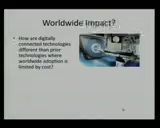 Worldwide Impact?
• How are digitally
connected technologies
different than prior
technologies where
worldwide adoption is
limited by cost?